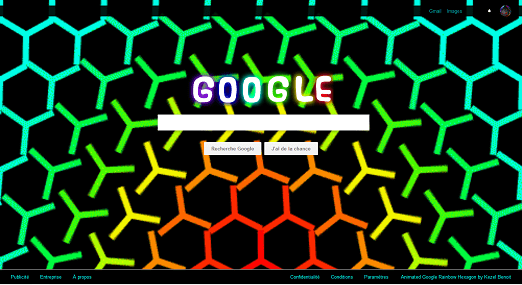 Gmail Images
GOOGLE
Recherche Google J'ai de la chance
Publicité Entreprise À propos Confidentialité Conditions Paramètres Animated Google Rainbow Hexagon by Kazel Benoit